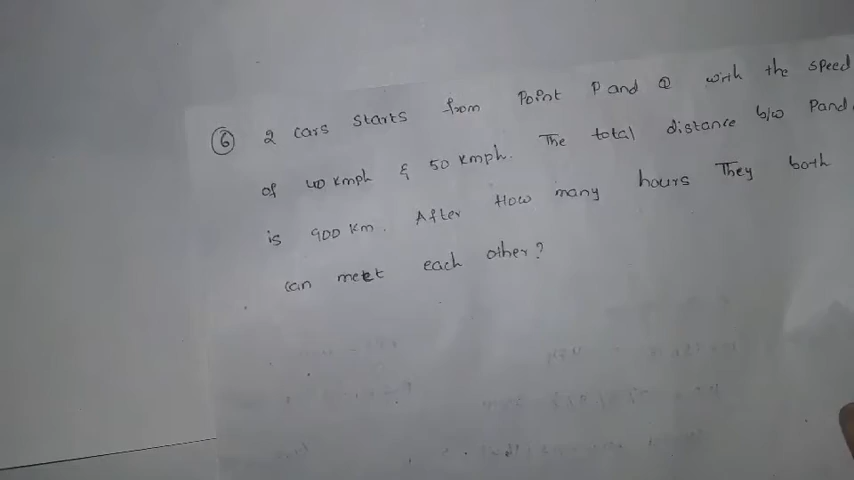 6 2 cars starts from Point P and Q with the speed
of 40 kmph & 50 kmph. The total distance b/w P and
is 900 km. After How many hours They both
can meet each other?